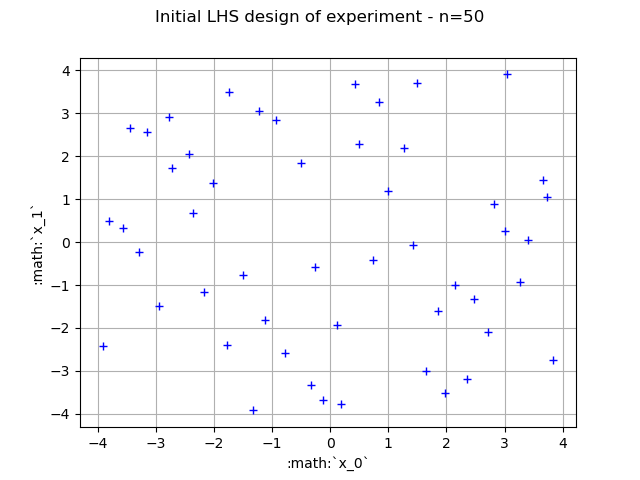 Initial LHS design of experiment - n=50
4
3
2
1
0
−1
−2
−3
−4
:math:`x_1`
−4 −3 −2 −1 0 1 2 3 4
:math:`x_0`